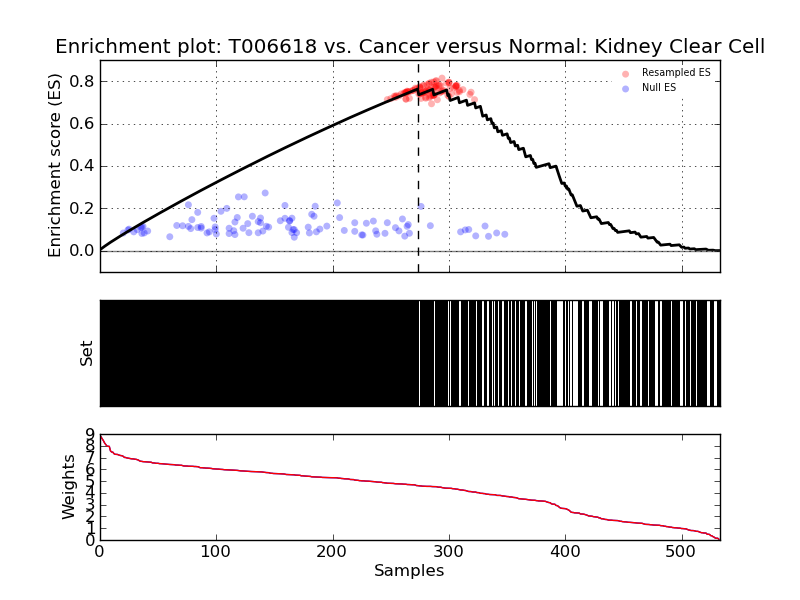 Enrichment plot: T006618 vs. Cancer versus Normal: Kidney Clear Cell
Enrichment score (ES)
0.8
0.6
0.4
0.2
0.0
Resampled ES
Null ES
Set
Weights
9
8
7
6
5
4
3
2
1
0
0 100 200 300 400 500
Samples